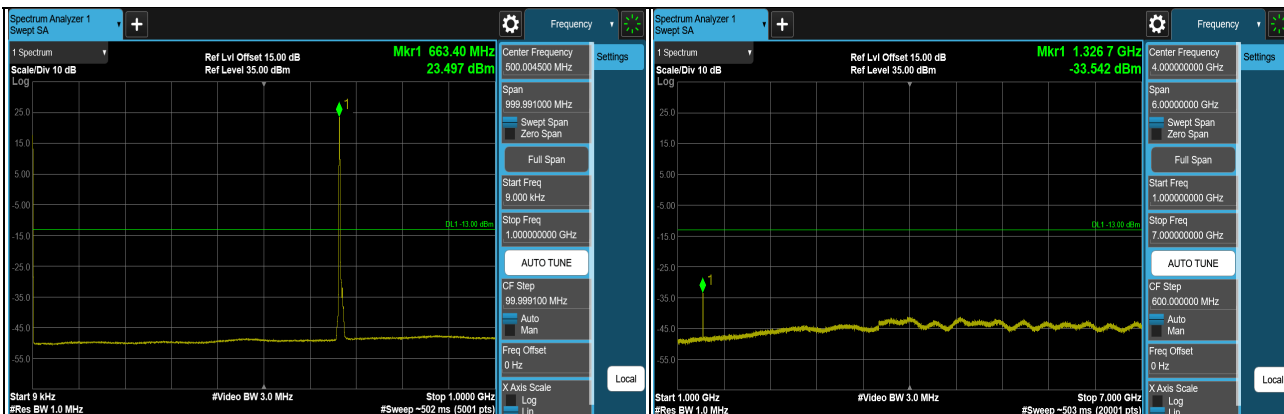 Spectrum Analyzer 1
Swept SA
+
Frequency
1 Spectrum
Scale/Div 10 dB
Log
Ref Lvl Offset 15.00 dB
Ref Level 35.00 dBm
Mkr1 663.40 MHz
23.497 dBm
1
25.0
15.0
5.00
-5.00
-15.0
-25.0
-35.0
-45.0
-55.0
DL1 -13.00 dBm
Start 9 kHz
#Res BW 1.0 MHz
#Video BW 3.0 MHz
Stop 1.0000 GHz
#Sweep ~502 ms (5001 pts)
Center Frequency
500.004500 MHz
Settings
Span
999.991000 MHz
Swept Span
Zero Span
Full Span
Start Freq
9.000 kHz
Stop Freq
1.000000000 GHz
AUTO TUNE
CF Step
99.999100 MHz
Auto
Man
Freq Offset
0 Hz
X Axis Scale
Log
Lin
Local
Spectrum Analyzer 1
Swept SA
+
Frequency
1 Spectrum
Scale/Div 10 dB
Log
Ref Lvl Offset 15.00 dB
Ref Level 35.00 dBm
Mkr1 1.326 7 GHz
-33.542 dBm
1
25.0
15.0
5.00
-5.00
-15.0
-25.0
-35.0
-45.0
-55.0
DL1 -13.00 dBm
Start 1.000 GHz
#Res BW 1.0 MHz
#Video BW 3.0 MHz
Stop 7.000 GHz
#Sweep ~503 ms (20001 pts)
Center Frequency
4.00000000 GHz
Settings
Span
6.00000000 GHz
Swept Span
Zero Span
Full Span
Start Freq
1.00000000 GHz
Stop Freq
7.00000000 GHz
AUTO TUNE
CF Step
600.000000 MHz
Auto
Man
Freq Offset
0 Hz
X Axis Scale
Log
Lin
Local